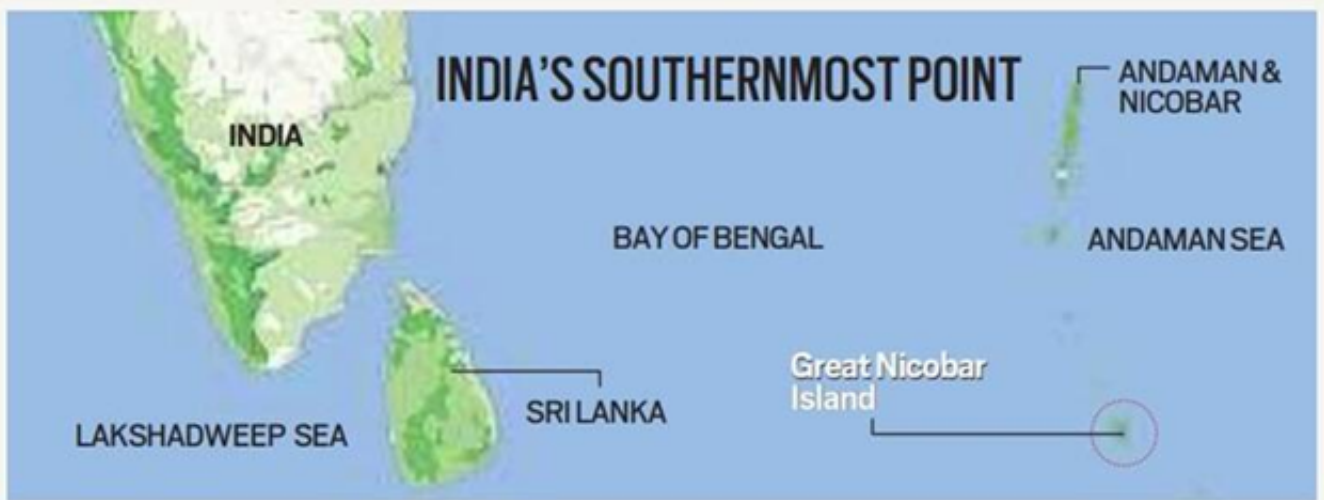 INDIA'S SOUTHERNMOST POINT
ANDAMAN &
NICOBAR
INDIA
BAY OF BENGAL
ANDAMAN SEA
Great Nicobar
Island
SRI LANKA
LAKSHADWEEP SEA